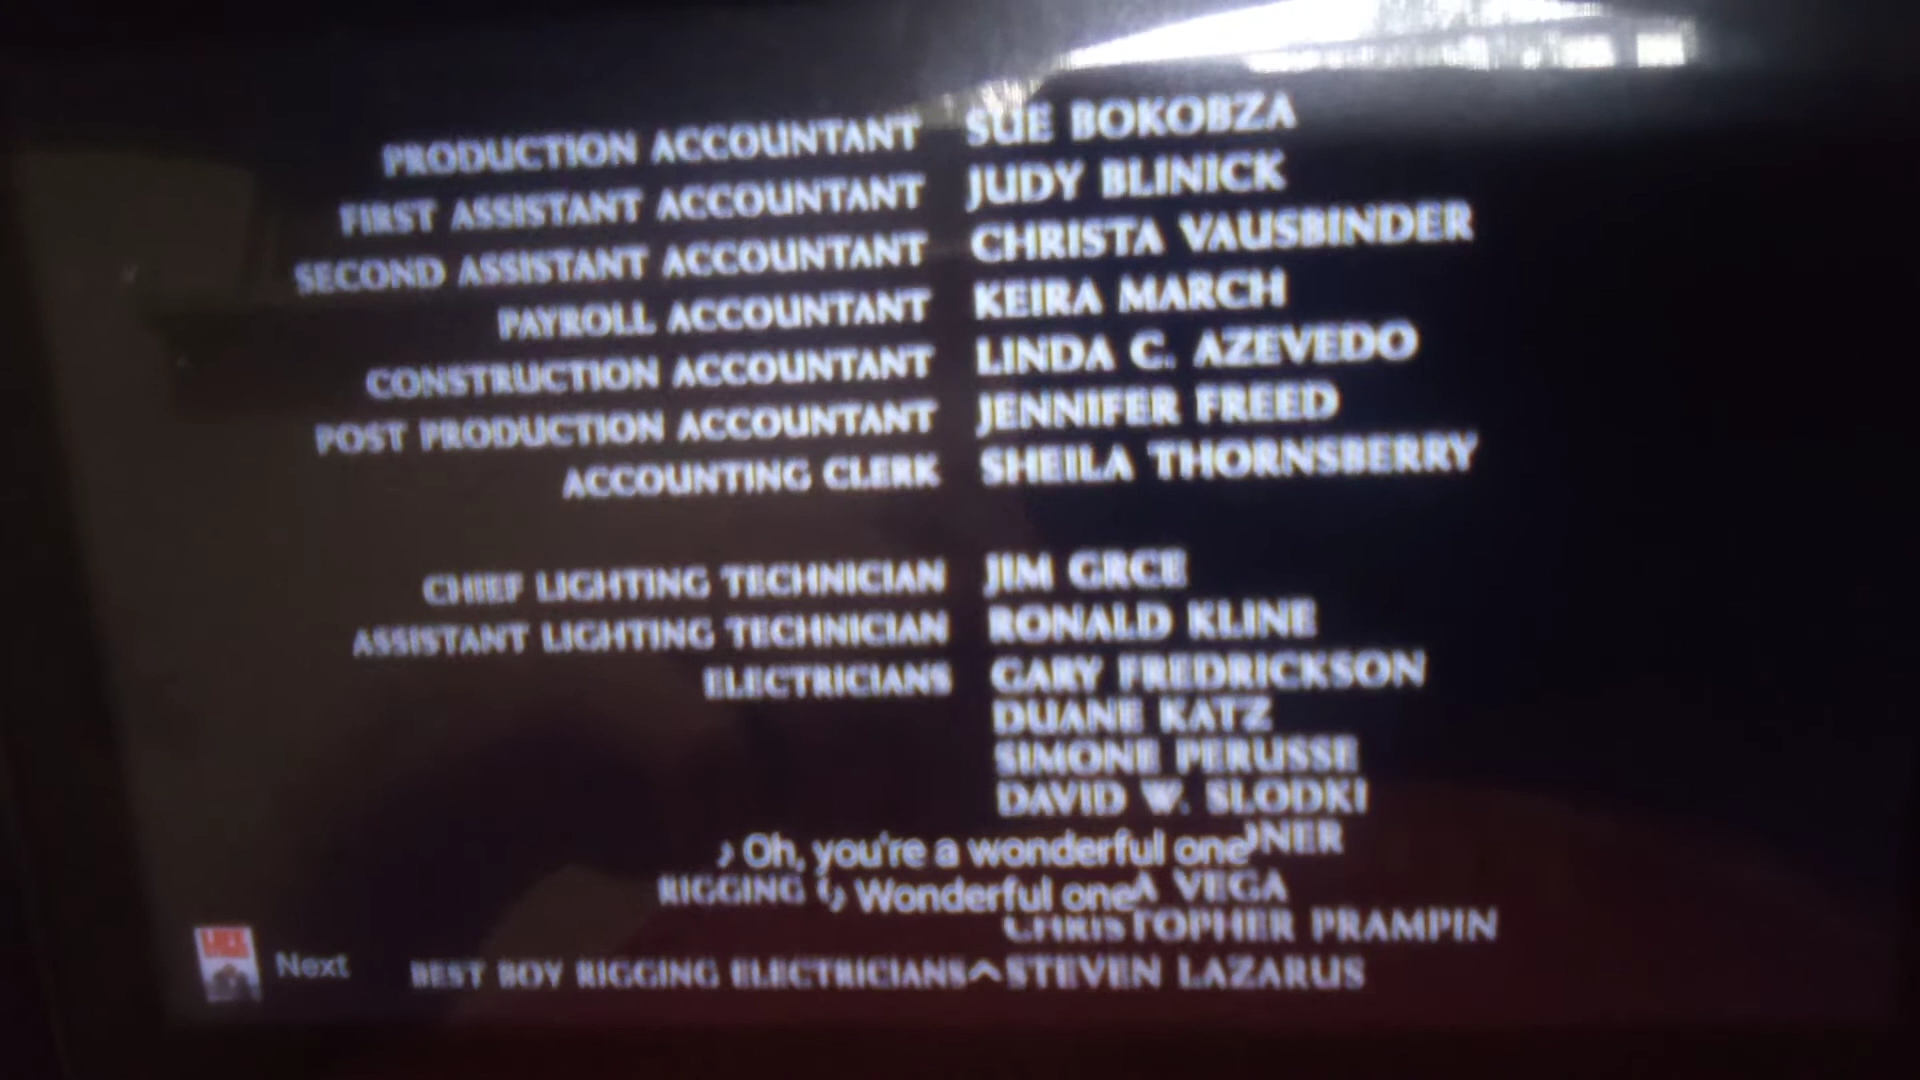 PRODUCTION ACCOUNTANT SUE BOKOBZA
FIRST ASSISTANT ACCOUNTANT JUDY BLINICK
SECOND ASSISTANT ACCOUNTANT CHRISTA VAUSBINDER
PAYROLL ACCOUNTANT KEIRA MARCH
CONSTRUCTION ACCOUNTANT LINDA C. AZEVEDO
POST PRODUCTION ACCOUNTANT JENNIFER FREED
ACCOUNTING CLERK SHEILA THORNSBERRY
CHIEF LIGHTING TECHNICIAN JIM GRCE
ASSISTANT LIGHTING TECHNICIAN RONALD KLINE
ELECTRICIANS GARY FREDRICKSON
DUANE KATZ
SIMONE PERUSSE
DAVID W. SLODKI
♪ Oh, you're a wonderful one
RIGGING VEGA
♪ Wonderful one
CHRISTOPHER PRAMPIN
Next
BEST BOY RIGGING ELECTRICIANS STEVEN LAZARUS